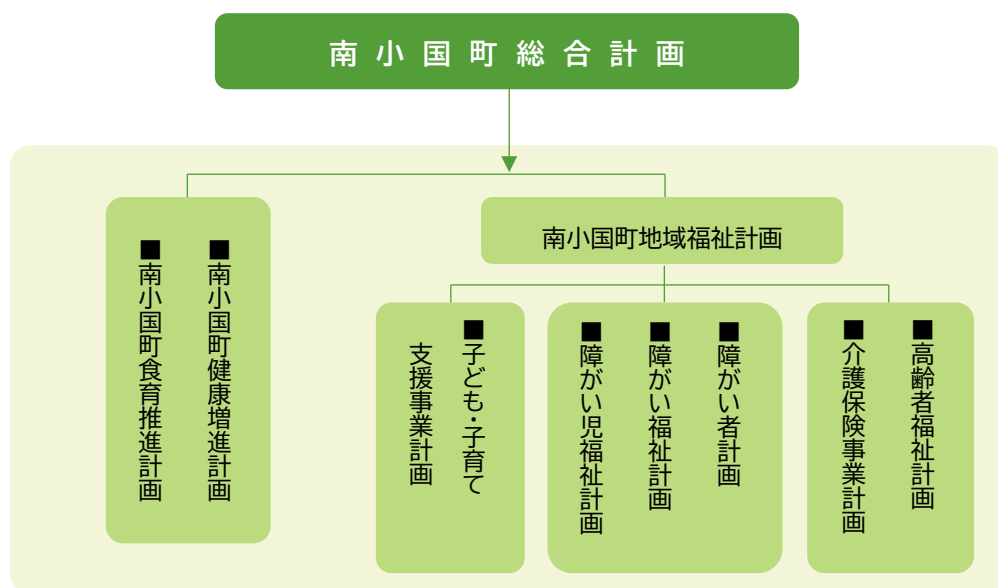 南小国町総合計画
南小国町地域福祉計画
■南小国町健康増進計画
■南小国町食育推進計画
■高齢者福祉計画
■介護保険事業計画
■障がい者計画
■障がい福祉計画
■障がい児福祉計画
■子ども・子育て
支援事業計画